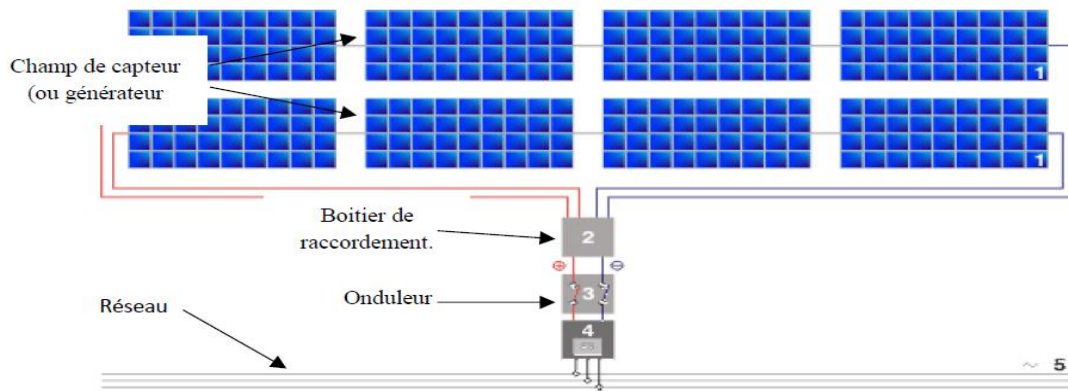 Champ de capteur
(ou générateur
1
1
Boitier de
raccordement.
2
⊕
⊖
Onduleur
3
4
Réseau
~ 5